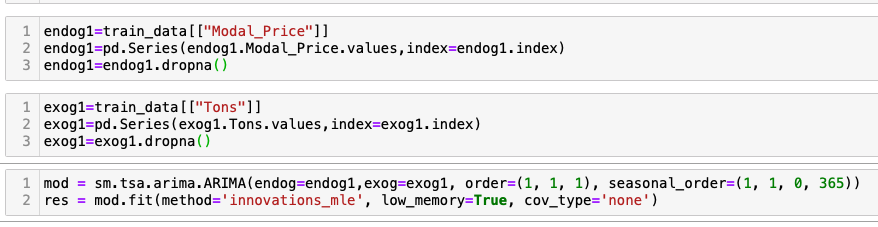 1 endog1=train_data[["Modal_Price"]]
2 endog1=pd.Series(endog1.Modal_Price.values,index=endog1.index)
3 endog1=endog1.dropna()
1 exog1=train_data[["Tons"]]
2 exog1=pd.Series(exog1.Tons.values,index=exog1.index)
3 exog1=exog1.dropna()
1 mod = sm.tsa.arima.ARIMA(endog=endog1,exog=exog1, order=(1, 1, 1), seasonal_order=(1, 1, 0, 365))
2 res = mod.fit(method='innovations_mle', low_memory=True, cov_type='none')